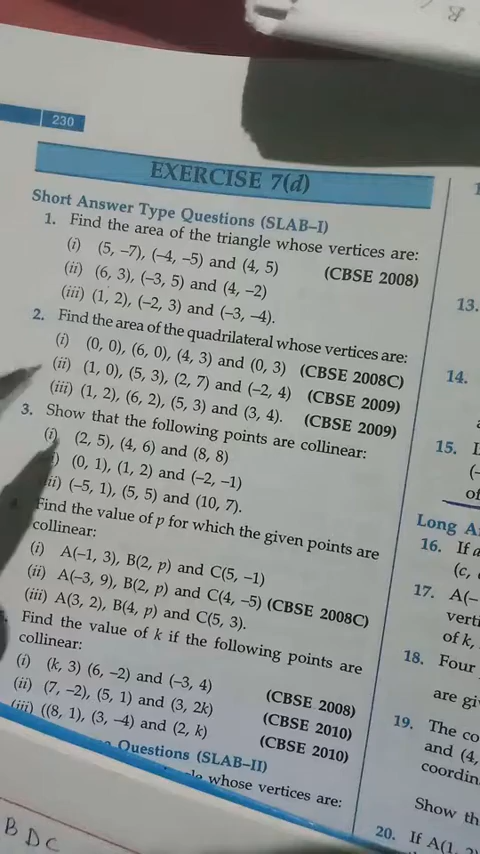 230
EXERCISE 7(d)
Short Answer Type Questions (SLAB–I)
1. Find the area of the triangle whose vertices are:
(i) (5, –7), (–4, –5) and (4, 5) (CBSE 2008)
(ii) (6, 3), (–3, 5) and (4, –2)
(iii) (1, 2), (–2, 3) and (–3, –4).
2. Find the area of the quadrilateral whose vertices are:
(i) (0, 0), (6, 0), (4, 3) and (0, 3) (CBSE 2008C)
(ii) (1, 0), (5, 3), (2, 7) and (–2, 4) (CBSE 2009)
(iii) (1, 2), (6, 2), (5, 3) and (3, 4). (CBSE 2009)
3. Show that the following points are collinear:
(i) (2, 5), (4, 6) and (8, 8)
) (0, 1), (1, 2) and (–2, –1)
ii) (–5, 1), (5, 5) and (10, 7).
Find the value of p for which the given points are
collinear:
(i) A(–1, 3), B(2, p) and C(5, –1)
(ii) A(–3, 9), B(2, p) and C(4, –5) (CBSE 2008C)
(iii) A(3, 2), B(4, p) and C(5, 3).
Find the value of k if the following points are
collinear:
(i) (k, 3) (6, –2) and (–3, 4) (CBSE 2008)
(ii) (7, –2), (5, 1) and (3, 2k) (CBSE 2010)
(iii) ((8, 1), (3, –4) and (2, k) (CBSE 2010)
Questions (SLAB–II)
whose vertices are:
13.
14.
15.
(–
of
Long A
16. If a
(c,
17. A(–
verti
of k,
18. Four
are gi
19. The co
and (4,
coordin
Show th
20. If A(1,
B D C